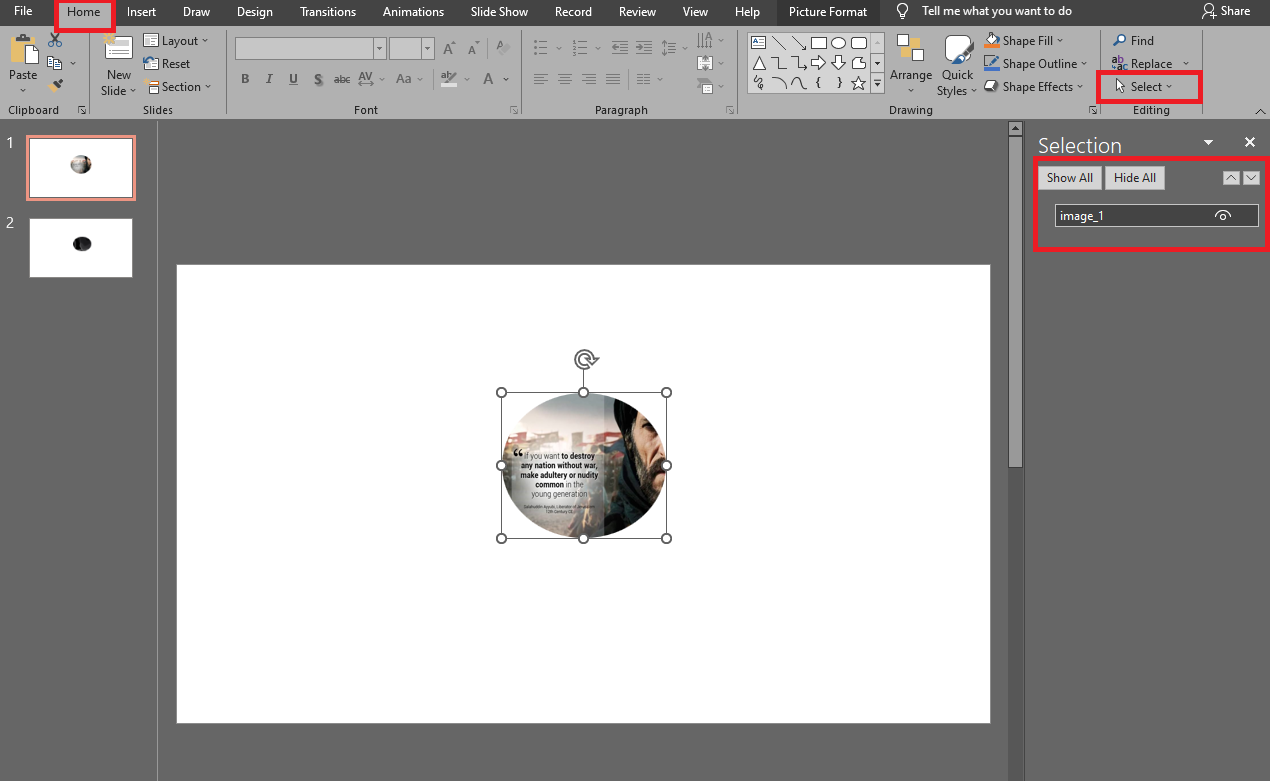 File Home Insert Draw Design Transitions Animations Slide Show Record Review View Help Picture Format Tell me what you want to do Share
Paste
Clipboard
New
Slide
Layout
Reset
Section
Slides
B I U S abc AV Aa A
Font
Paragraph
Arrange
Quick
Styles
Shape Fill
Shape Outline
Shape Effects
Drawing
Find
Replace
Select
Editing
1
2
Selection
Show All Hide All
image_1
“ If you want to destroy
any nation without war,
make adultery or nudity
common in the
young generation
Salahuddin Ayyubi, Liberator of Jerusalem,
12th Century CE